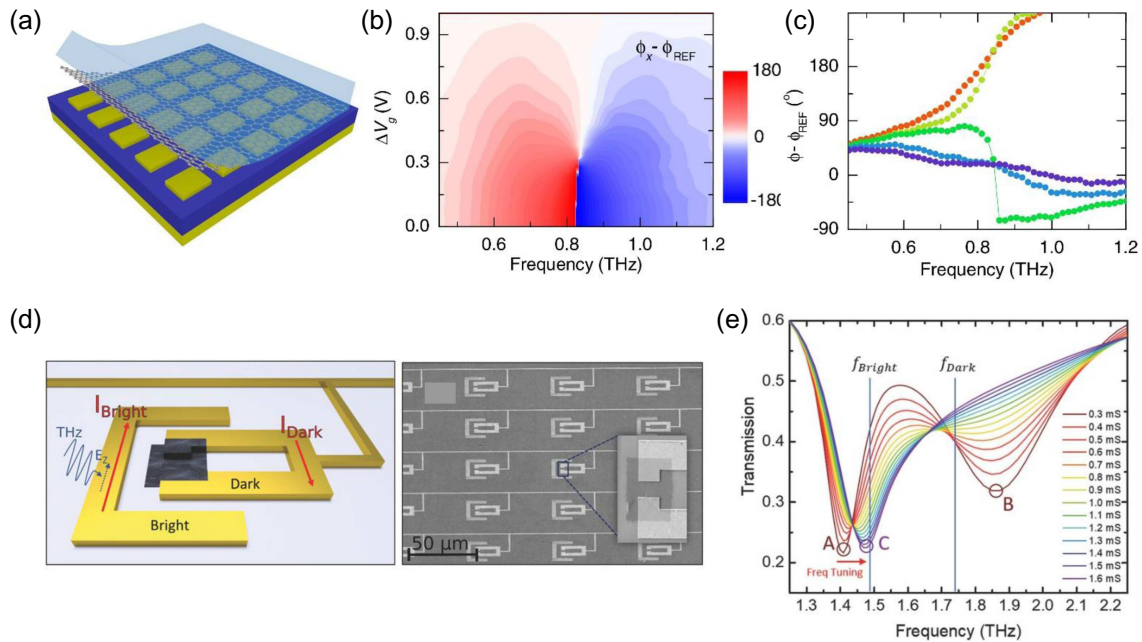 (a)
(b)
ϕx - ϕREF
180
0
-180
ΔVg (V)
0.9
0.6
0.3
0.0
0.6 0.8 1.0 1.2
Frequency (THz)
(c)
ϕ- ϕREF (°)
180
90
0
-90
0.6 0.8 1.0 1.2
Frequency (THz)
(d)
IBright
THz
Ez
IDark
Dark
Bright
50 μm
(e)
Transmission
0.6
0.5
0.4
0.3
0.2
fBright
fDark
A
C
B
Freq Tuning
0.3 mS
0.4 mS
0.5 mS
0.6 mS
0.7 mS
0.8 mS
0.9 mS
1.0 mS
1.1 mS
1.2 mS
1.3 mS
1.4 mS
1.5 mS
1.6 mS
1.3 1.4 1.5 1.6 1.7 1.8 1.9 2.0 2.1 2.2
Frequency (THz)